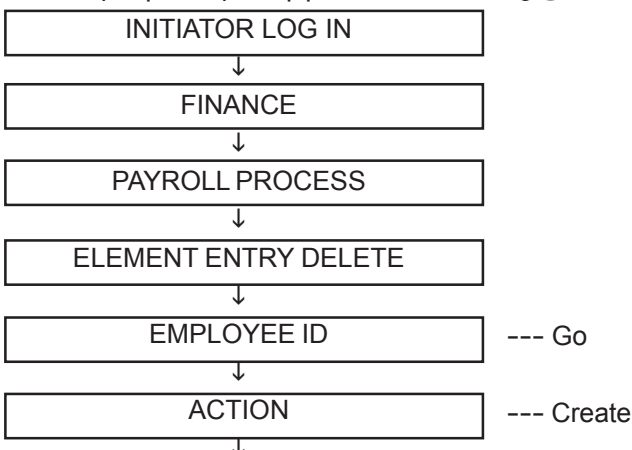 INITIATOR LOG IN
↓
FINANCE
↓
PAYROLL PROCESS
↓
ELEMENT ENTRY DELETE
↓
EMPLOYEE ID --- Go
↓
ACTION --- Create
↓